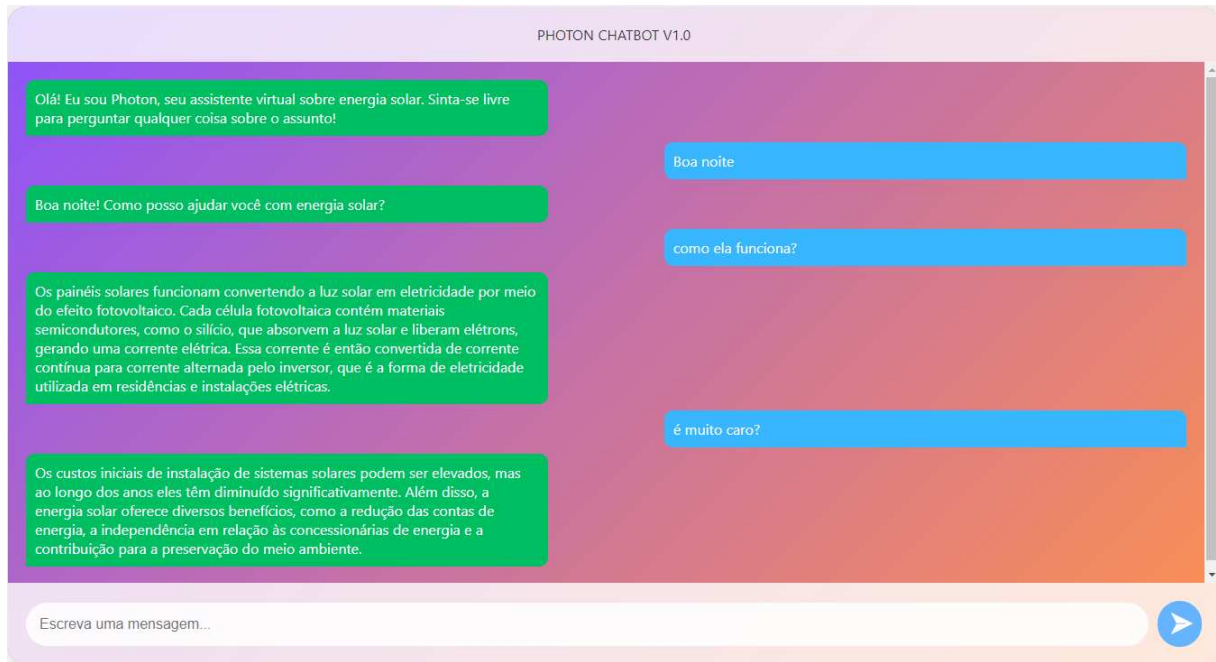 PHOTON CHATBOT V1.0
Olá! Eu sou Photon, seu assistente virtual sobre energia solar. Sinta-se livre
para perguntar qualquer coisa sobre o assunto!
Boa noite
Boa noite! Como posso ajudar você com energia solar?
como ela funciona?
Os painéis solares funcionam convertendo a luz solar em eletricidade por meio
do efeito fotovoltaico. Cada célula fotovoltaica contém materiais
semicondutores, como o silício, que absorvem a luz solar e liberam elétrons,
gerando uma corrente elétrica. Essa corrente é então convertida de corrente
contínua para corrente alternada pelo inversor, que é a forma de eletricidade
utilizada em residências e instalações elétricas.
é muito caro?
Os custos iniciais de instalação de sistemas solares podem ser elevados, mas
ao longo dos anos eles têm diminuído significativamente. Além disso, a
energia solar oferece diversos benefícios, como a redução das contas de
energia, a independência em relação às concessionárias de energia e a
contribuição para a preservação do meio ambiente.
Escreva uma mensagem...